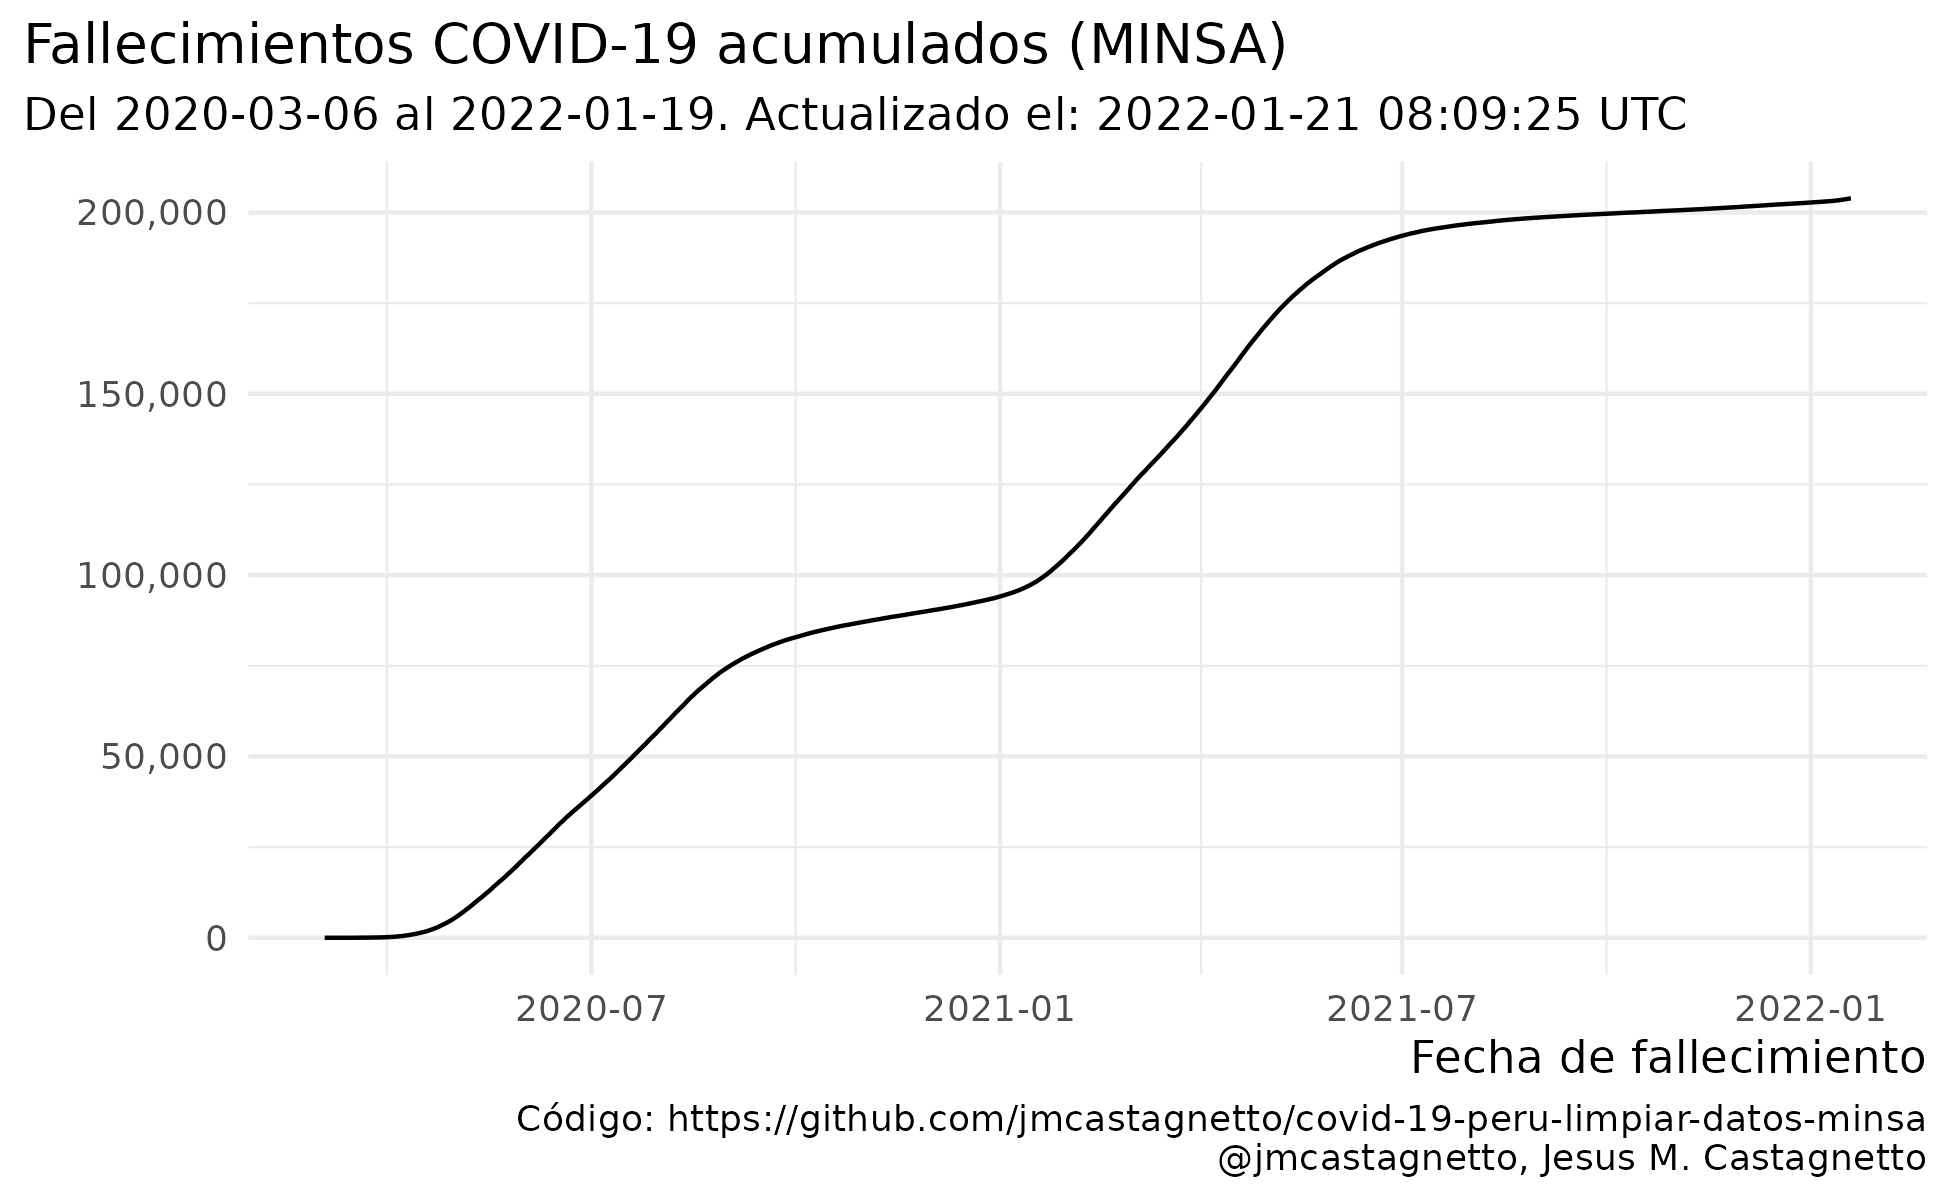 Fallecimientos COVID-19 acumulados (MINSA)
Del 2020-03-06 al 2022-01-19. Actualizado el: 2022-01-21 08:09:25 UTC
200,000
150,000
100,000
50,000
0
2020-07 2021-01 2021-07 2022-01
Fecha de fallecimiento
Código: https://github.com/jmcastagnetto/covid-19-peru-limpiar-datos-minsa
@jmcastagnetto, Jesus M. Castagnetto